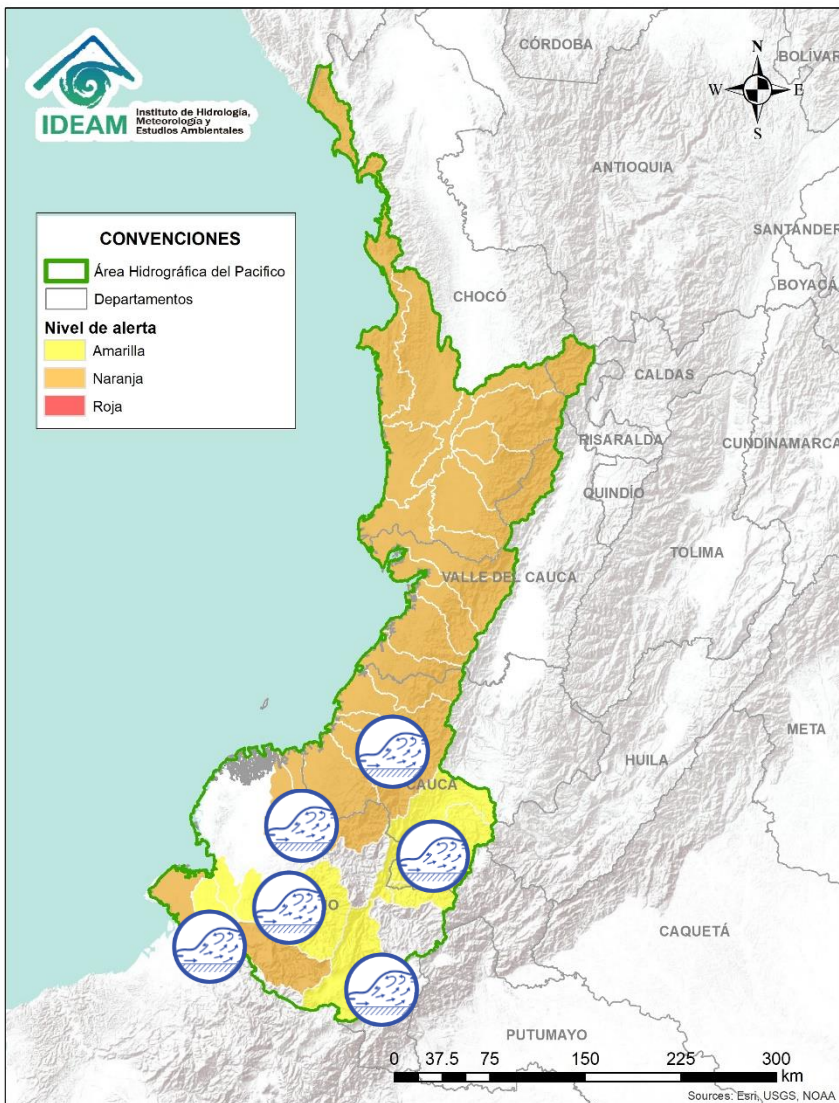 IDEAM
Instituto de Hidrología,
Meteorología y
Estudios Ambientales
N
W
E
S
CÓRDOBA
BOLÍVAR
ANTIOQUIA
SANTANDER
BOYACÁ
CONVENCIONES
Área Hidrográfica del Pacifico
Departamentos
Nivel de alerta
Amarilla
Naranja
Roja
CHOCÓ
CALDAS
RISARALDA
CUNDINAMARCA
QUINDÍO
TOLIMA
VALLE DEL CAUCA
META
HUILA
CAUCA
CAQUETÁ
PUTUMAYO
0 37.5 75 150 225 300
km
Sources: Esri, USGS, NOAA